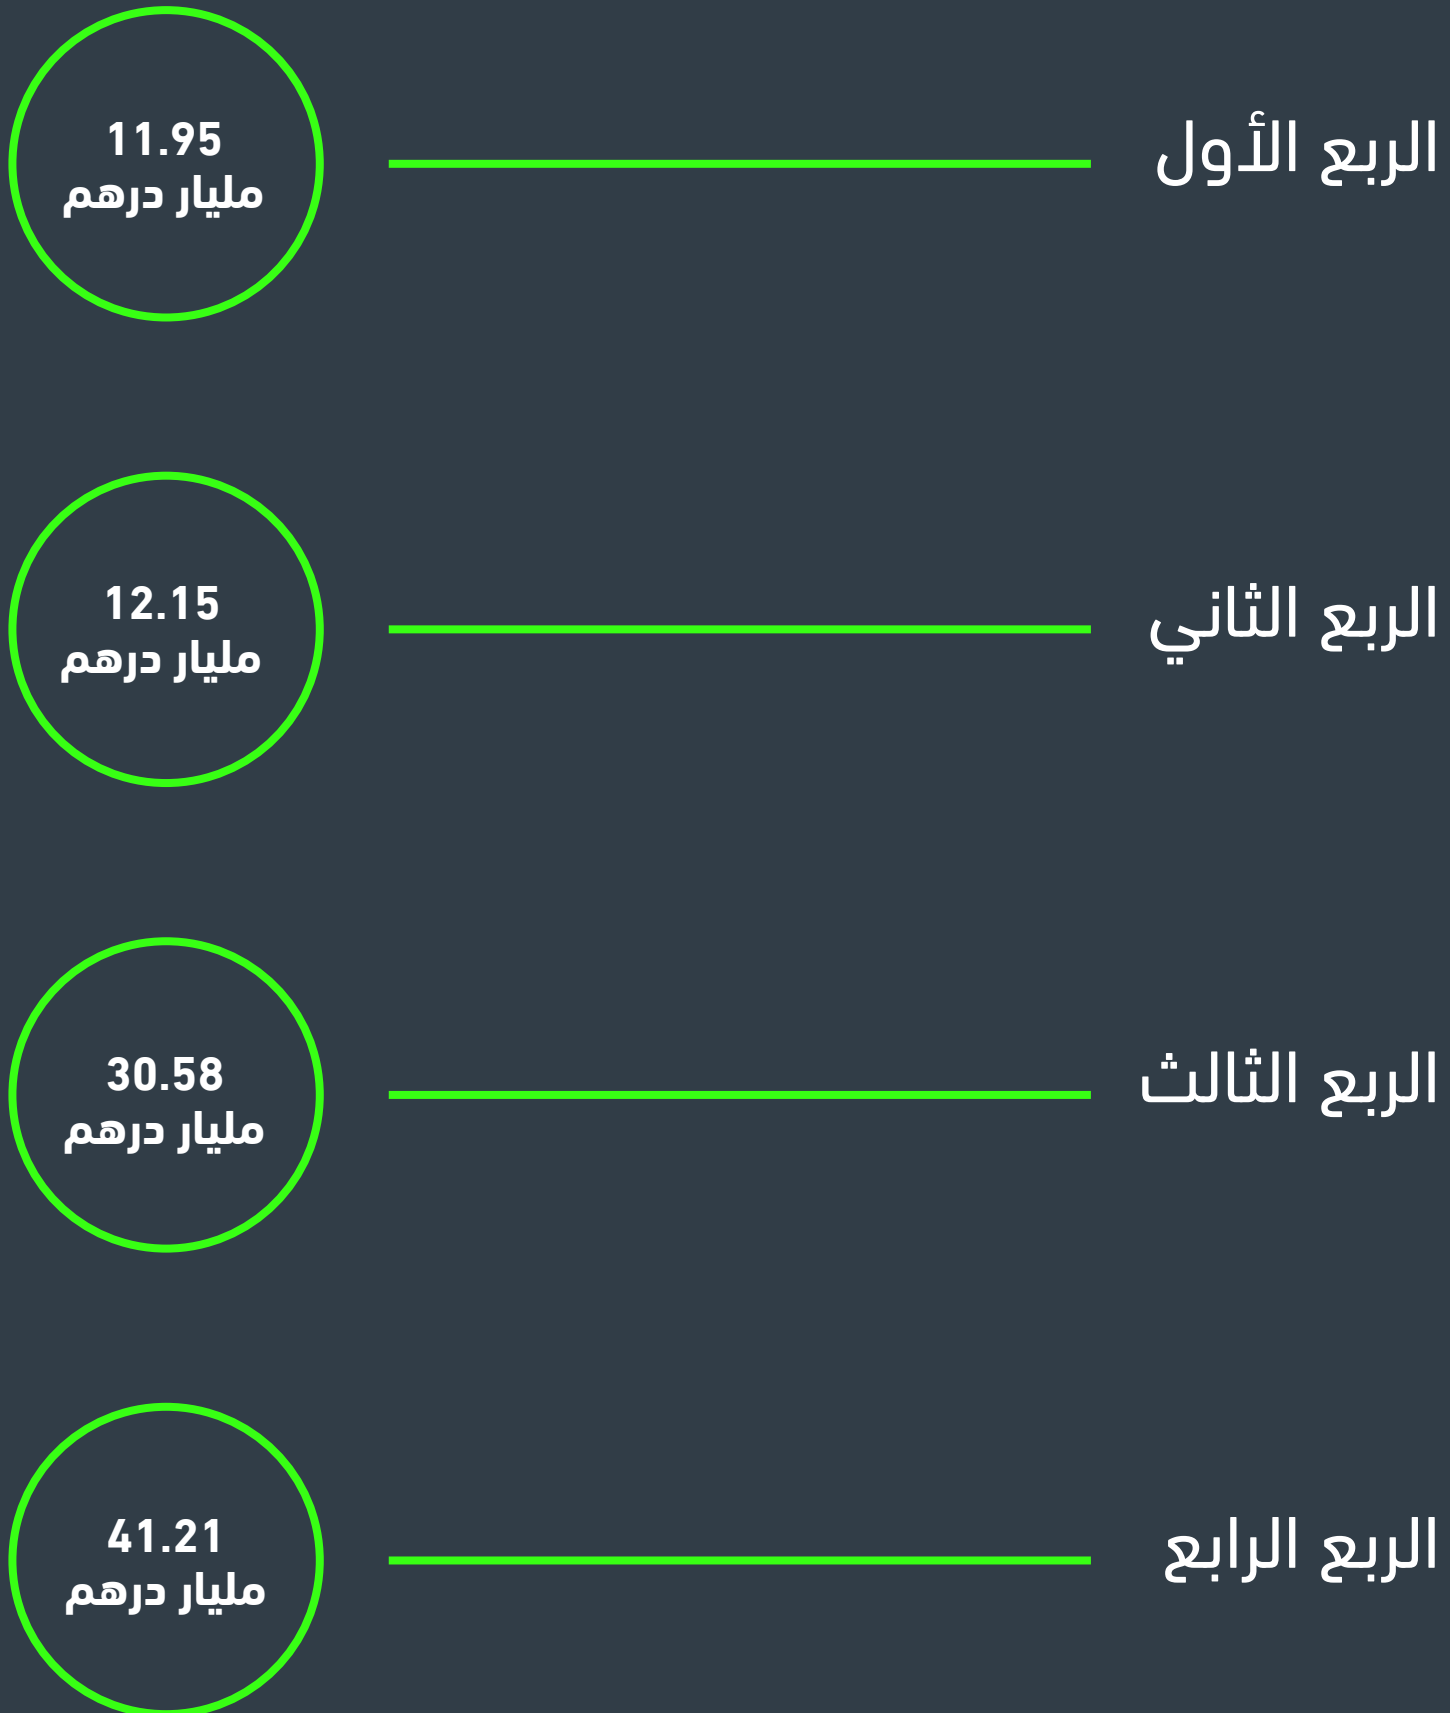 الربع الأول
11.95
مليار درهم
الربع الثاني
12.15
مليار درهم
الربع الثالث
30.58
مليار درهم
الربع الرابع
41.21
مليار درهم